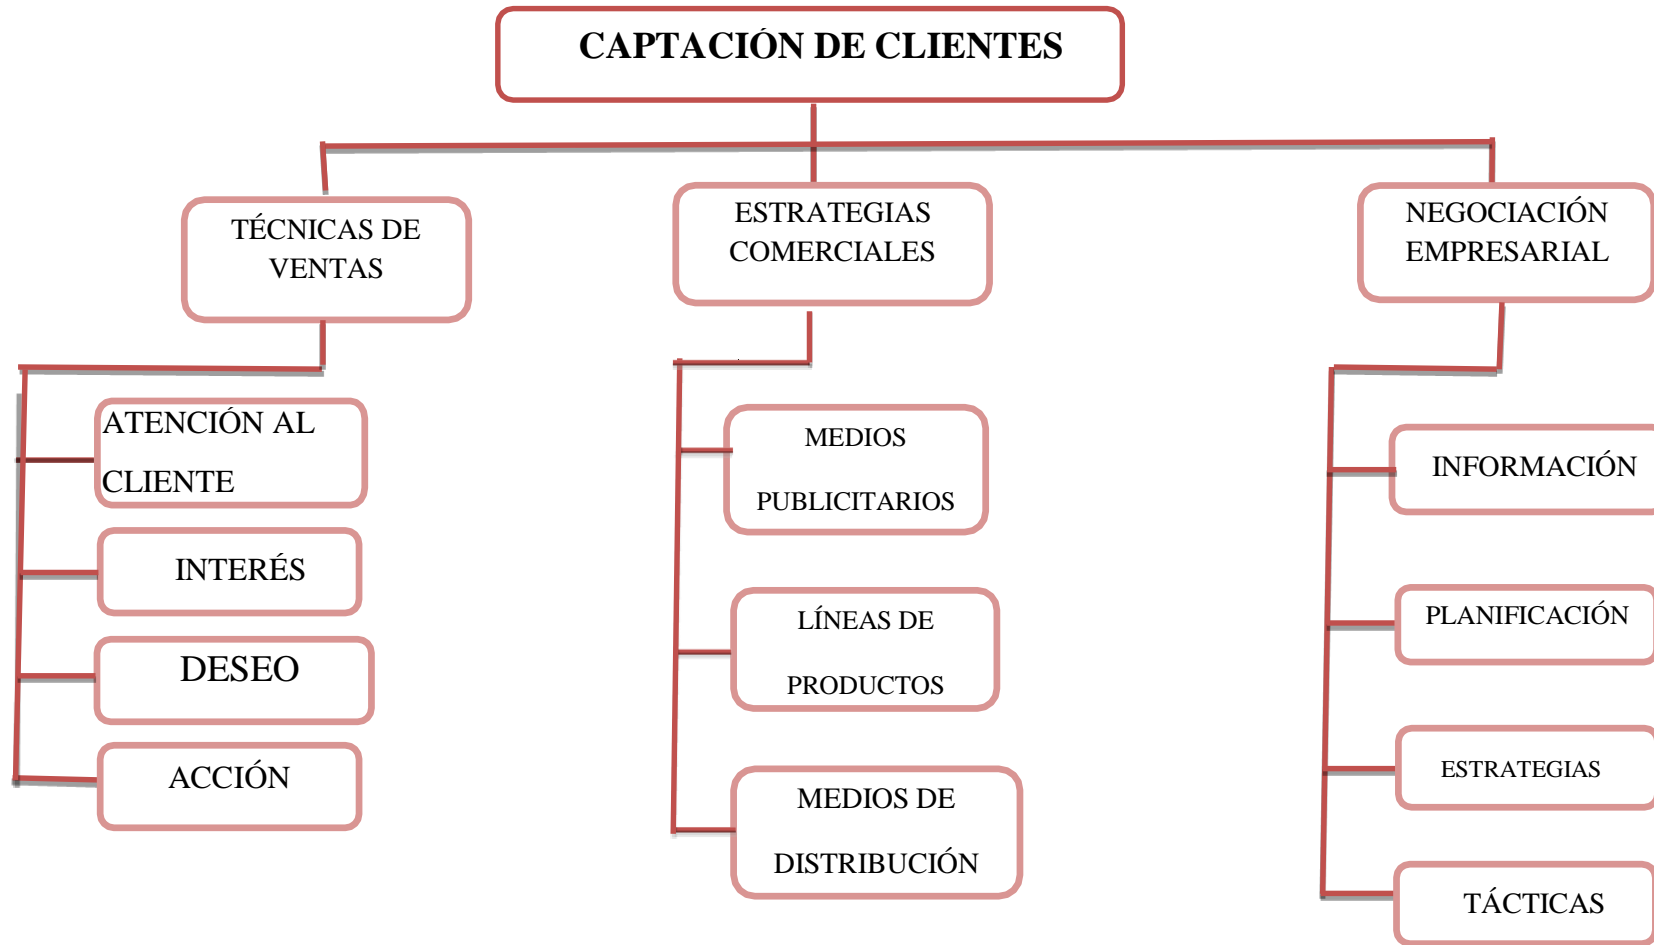 CAPTACIÓN DE CLIENTES
TÉCNICAS DE
VENTAS
ESTRATEGIAS
COMERCIALES
NEGOCIACIÓN
EMPRESARIAL
ATENCIÓN AL
CLIENTE
INTERÉS
DESEO
ACCIÓN
MEDIOS
PUBLICITARIOS
LÍNEAS DE
PRODUCTOS
MEDIOS DE
DISTRIBUCIÓN
INFORMACIÓN
PLANIFICACIÓN
ESTRATEGIAS
TÁCTICAS